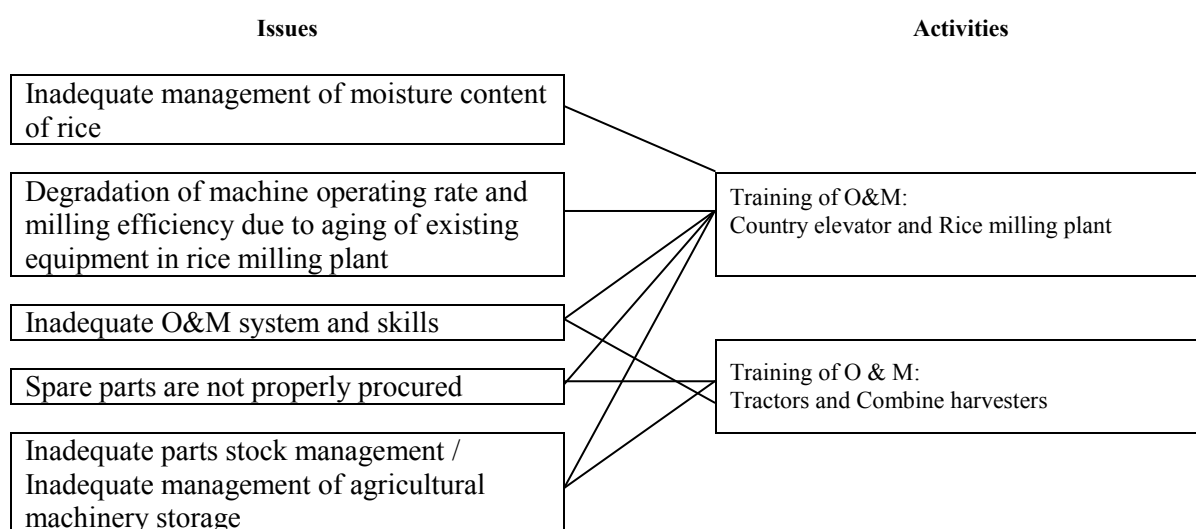 Issues
Activities
Inadequate management of moisture content
of rice
Degradation of machine operating rate and
milling efficiency due to aging of existing
equipment in rice milling plant
Inadequate O&M system and skills
Spare parts are not properly procured
Inadequate parts stock management /
Inadequate management of agricultural
machinery storage
Training of O&M:
Country elevator and Rice milling plant
Training of O & M:
Tractors and Combine harvesters